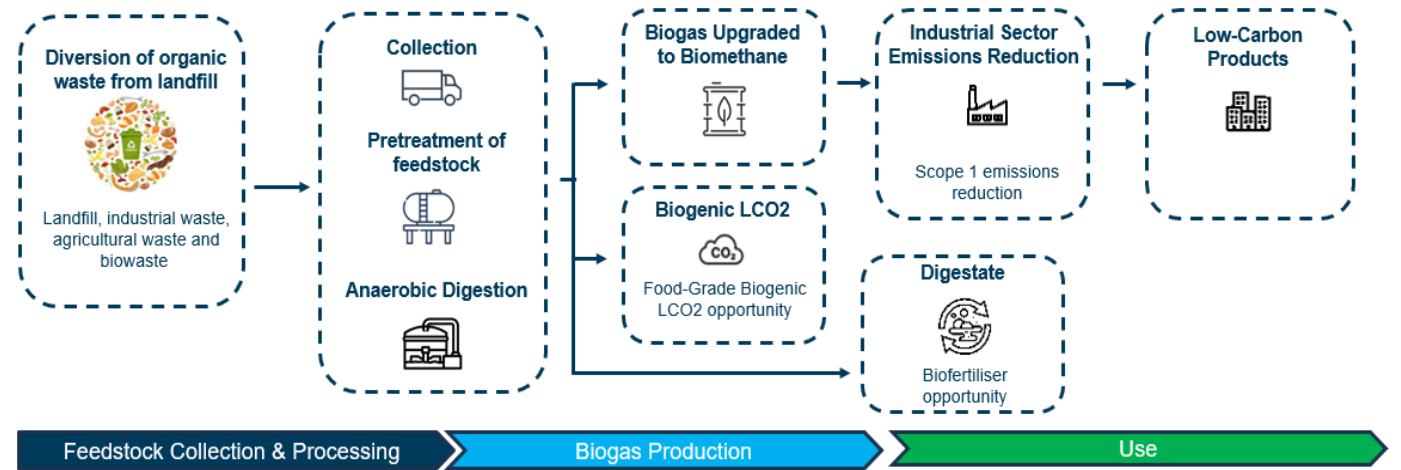 Diversion of organic
waste from landfill
Landfill, industrial waste,
agricultural waste and
biowaste
Collection
Pretreatment of
feedstock
Anaerobic Digestion
Biogas Upgraded
to Biomethane
Biogenic LCO2
CO₂
Food-Grade Biogenic
LCO2 opportunity
Industrial Sector
Emissions Reduction
Scope 1 emissions
reduction
Digestate
Biofertiliser
opportunity
Low-Carbon
Products
Feedstock Collection & Processing
Biogas Production
Use